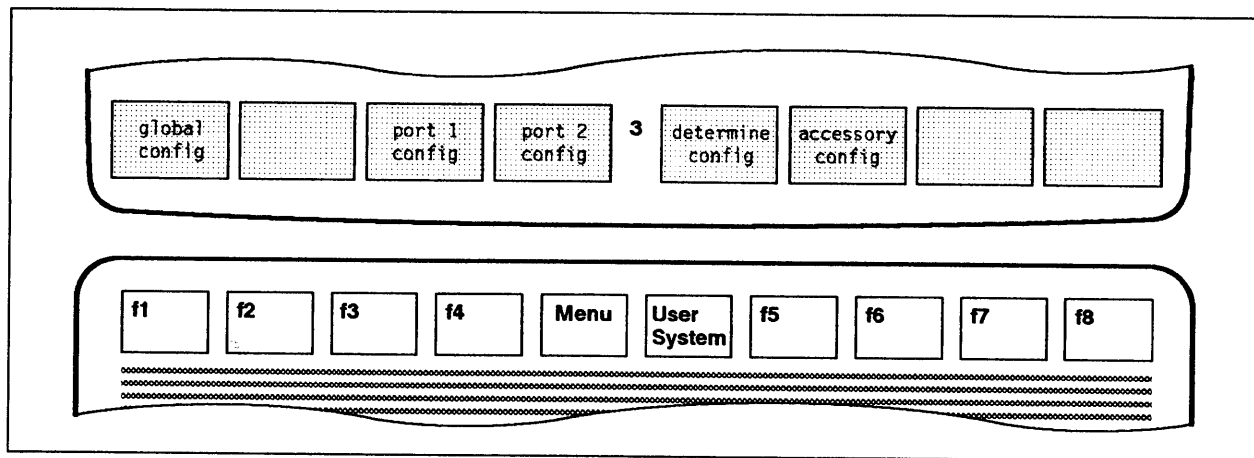 global config
port 1 config
port 2 config
3
determine config
accessory config
f1
f2
f3
f4
Menu
User System
f5
f6
f7
f8